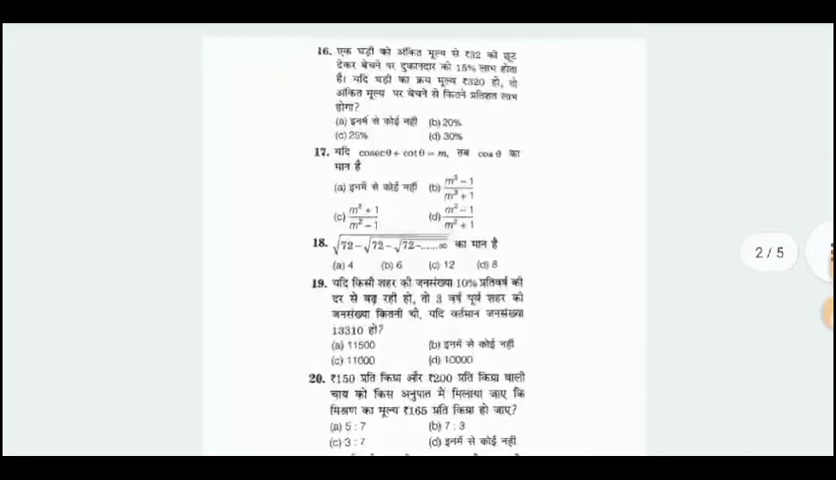 16. एक घड़ी को अंकित मूल्य से ₹32 की छूट
देकर बेचने पर दुकानदार को 15% लाभ होता
है। यदि घड़ी का क्रय मूल्य ₹320 हो, तो
अंकित मूल्य पर बेचने से कितने प्रतिशत लाभ
होगा?
(a) इनमें से कोई नहीं (b) 20%
(c) 25% (d) 30%
17. यदि cosecθ + cotθ = m, तब cosθ का
मान है
(a) इनमें से कोई नहीं (b) (m³ − 1)/(m³ + 1)
(c) (m² + 1)/(m² − 1) (d) (m² − 1)/(m² + 1)
18. √72−√72−√72−......∞ का मान है
(a) 4 (b) 6 (c) 12 (d) 8
19. यदि किसी शहर की जनसंख्या 10% प्रतिवर्ष की
दर से बढ़ रही हो, तो 3 वर्ष पूर्व शहर की
जनसंख्या कितनी थी, यदि वर्तमान जनसंख्या
13310 हो?
(a) 11500 (b) इनमें से कोई नहीं
(c) 11000 (d) 10000
20. ₹150 प्रति किग्रा और ₹200 प्रति किग्रा वाली
चाय को किस अनुपात में मिलाया जाए कि
मिश्रण का मूल्य ₹165 प्रति किग्रा हो जाए?
(a) 5 : 7 (b) 7 : 3
(c) 3 : 7 (d) इनमें से कोई नहीं
2 / 5